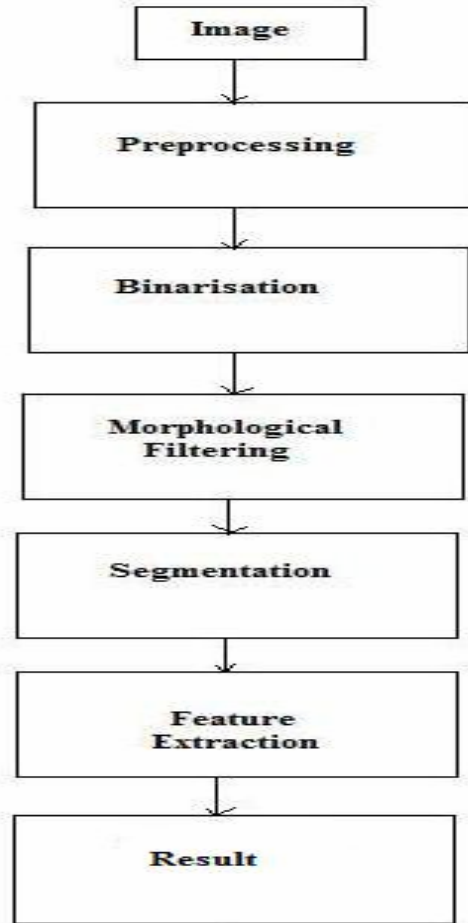 Image
Preprocessing
Binarisation
Morphological
Filtering
Segmentation
Feature
Extraction
Result